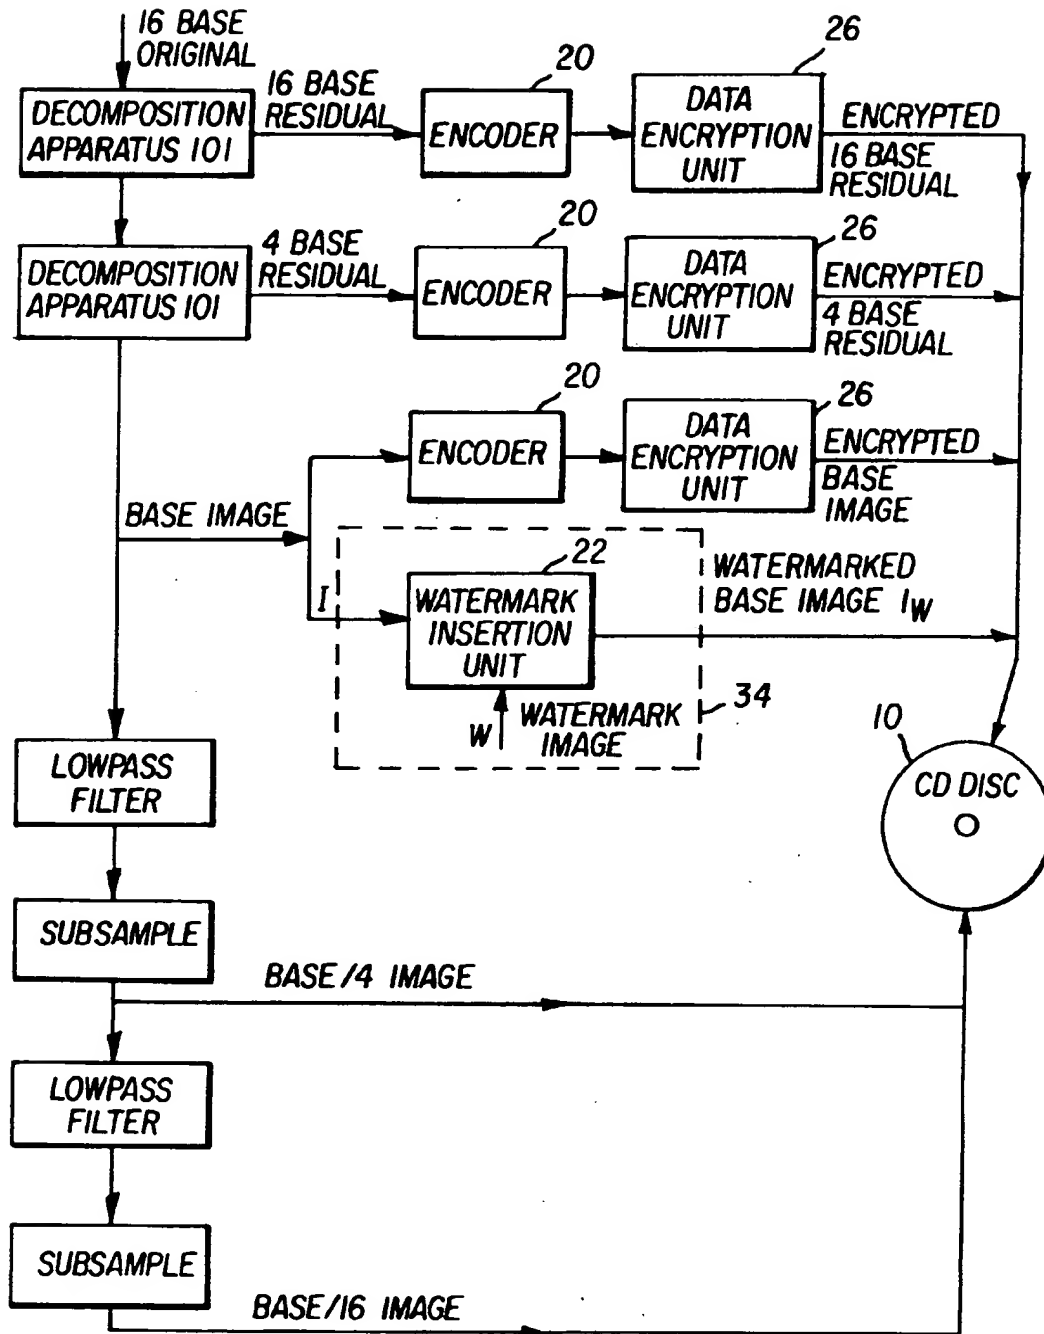 16 BASE
ORIGINAL
DECOMPOSITION
APPARATUS 101
16 BASE
RESIDUAL
20
ENCODER
26
DATA
ENCRYPTION
UNIT
ENCRYPTED
16 BASE
RESIDUAL
DECOMPOSITION
APPARATUS 101
4 BASE
RESIDUAL
20
ENCODER
26
DATA
ENCRYPTION
UNIT
ENCRYPTED
4 BASE
RESIDUAL
20
ENCODER
26
DATA
ENCRYPTION
UNIT
ENCRYPTED
BASE
IMAGE
BASE IMAGE
I
22
WATERMARK
INSERTION
UNIT
WATERMARKED
BASE IMAGE IW
W
WATERMARK
IMAGE
34
10
CD DISC
LOWPASS
FILTER
SUBSAMPLE
BASE/4 IMAGE
LOWPASS
FILTER
SUBSAMPLE
BASE/16 IMAGE